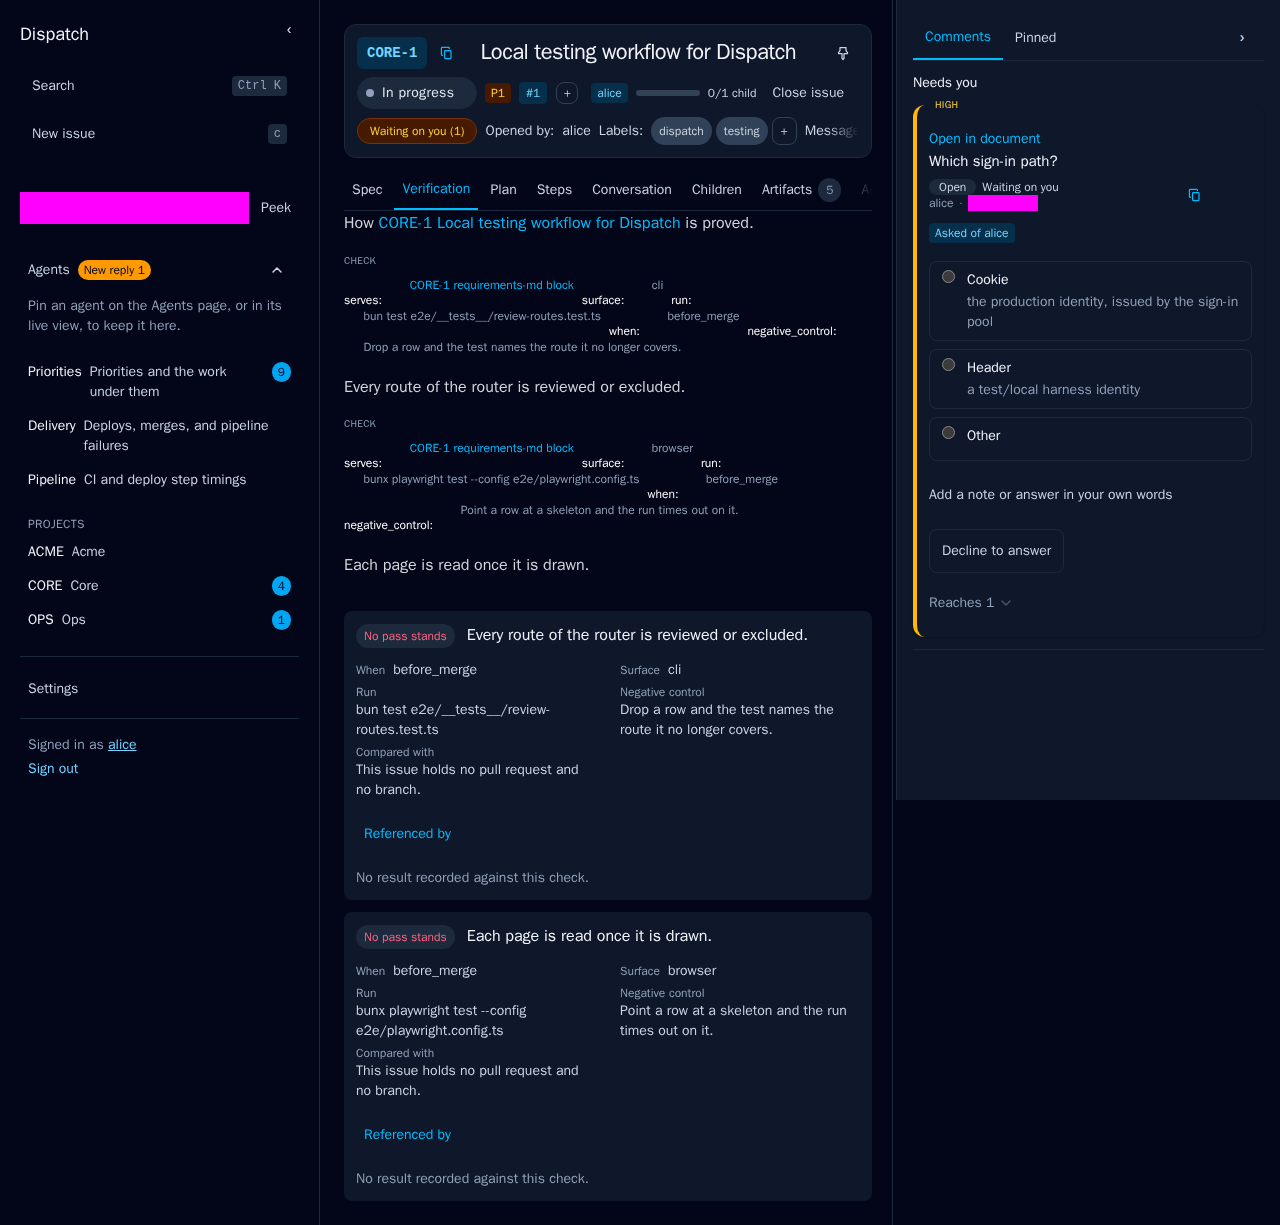 Dispatch
Search Ctrl K
New issue C
Peek
Agents New reply 1
Pin an agent on the Agents page, or in its
live view, to keep it here.
Priorities Priorities and the work
under them 9
Delivery Deploys, merges, and pipeline
failures
Pipeline CI and deploy step timings
PROJECTS
ACME Acme
CORE Core 4
OPS Ops 1
Settings
Signed in as alice
Sign out
CORE-1 Local testing workflow for Dispatch
In progress P1 #1 + alice 0/1 child Close issue
Waiting on you (1) Opened by: alice Labels: dispatch testing + Message
Spec Verification Plan Steps Conversation Children Artifacts 5
How CORE-1 Local testing workflow for Dispatch is proved.
CHECK
CORE-1 requirements-md block cli
serves: surface: run:
bun test e2e/__tests__/review-routes.test.ts before_merge
when: negative_control:
Drop a row and the test names the route it no longer covers.
Every route of the router is reviewed or excluded.
CHECK
CORE-1 requirements-md block browser
serves: surface: run:
bunx playwright test --config e2e/playwright.config.ts before_merge
when:
Point a row at a skeleton and the run times out on it.
negative_control:
Each page is read once it is drawn.
No pass stands Every route of the router is reviewed or excluded.
When before_merge Surface cli
Run Negative control
bun test e2e/__tests__/review- Drop a row and the test names the
routes.test.ts route it no longer covers.
Compared with
This issue holds no pull request and
no branch.
Referenced by
No result recorded against this check.
No pass stands Each page is read once it is drawn.
When before_merge Surface browser
Run Negative control
bunx playwright test --config Point a row at a skeleton and the run
e2e/playwright.config.ts times out on it.
Compared with
This issue holds no pull request and
no branch.
Referenced by
No result recorded against this check.
Comments Pinned
Needs you
HIGH
Open in document
Which sign-in path?
Open Waiting on you
alice ·
Asked of alice
Cookie
the production identity, issued by the sign-in
pool
Header
a test/local harness identity
Other
Add a note or answer in your own words
Decline to answer
Reaches 1